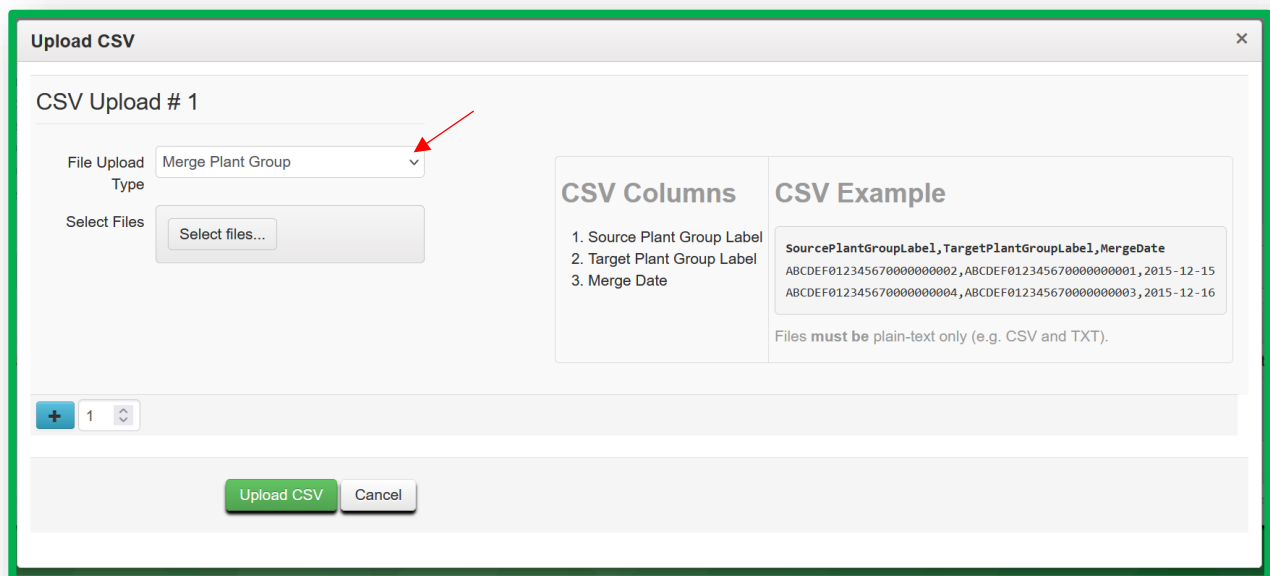 Upload CSV
×
CSV Upload # 1
File Upload
Type
Merge Plant Group
Select Files
Select files...
CSV Columns
1. Source Plant Group Label
2. Target Plant Group Label
3. Merge Date
CSV Example
SourcePlantGroupLabel,TargetPlantGroupLabel,MergeDate
ABCDEF012345670000000002,ABCDEF012345670000000001,2015-12-15
ABCDEF012345670000000004,ABCDEF012345670000000003,2015-12-16
Files must be plain-text only (e.g. CSV and TXT).
+ 1
Upload CSV
Cancel